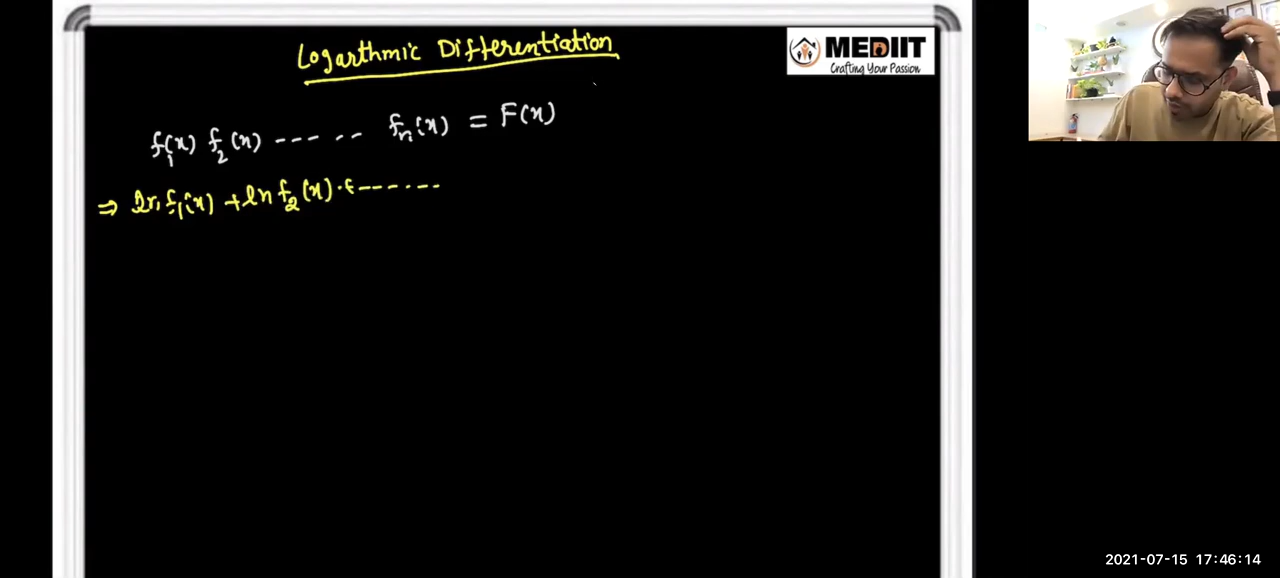 Logarthmic Differentiation
MEDIIT
Crafting Your Passion
f₁(x) f₂(x) ----- -- fₙ(x) = F(x)
⇒ ln f₁(x) + ln f₂(x) + ------
2021-07-15 17:46:14